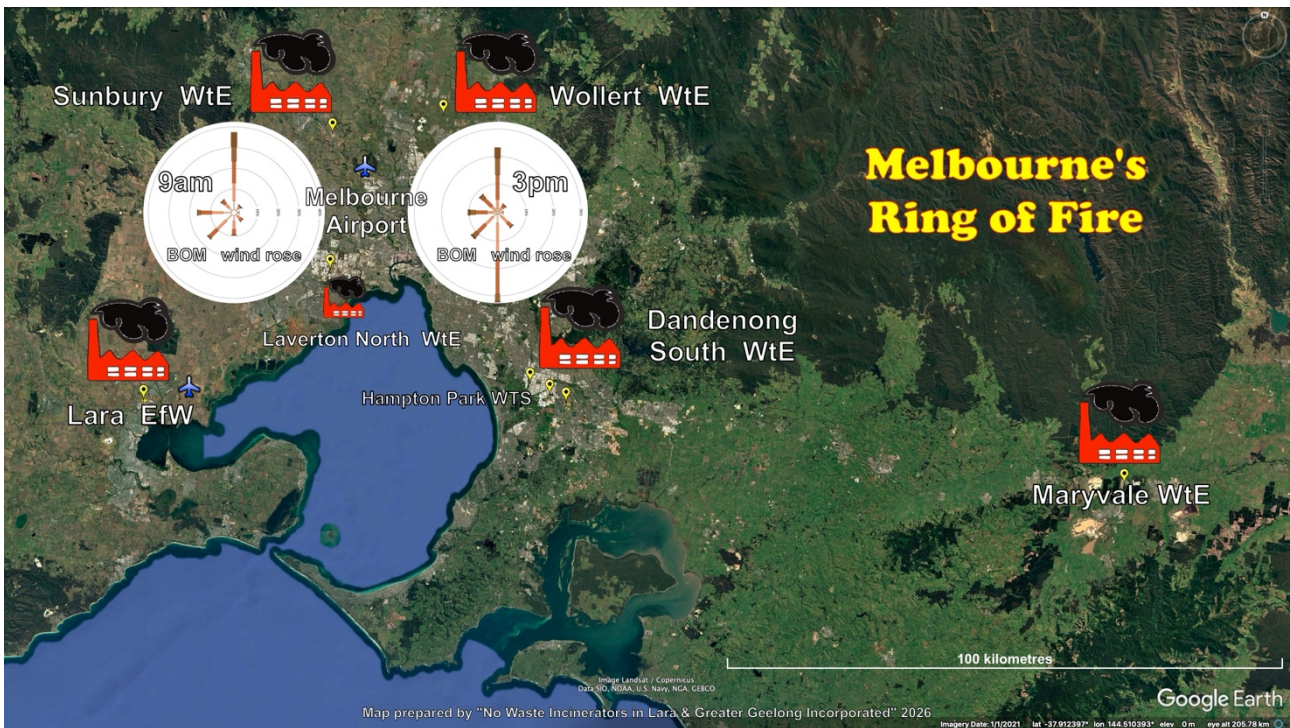 N
Sunbury WtE
Wollert WtE
Melbourne's
Ring of Fire
9am
3pm
Melbourne
Airport
BOM wind rose
BOM wind rose
Laverton North WtE
Dandenong
South WtE
Hampton Park WTS
Lara EfW
Maryvale WtE
100 kilometres
Image Landsat / Copernicus
Data SIO, NOAA, U.S. Navy, NGA, GEBCO
Google Earth
Map prepared by "No Waste Incinerators in Lara & Greater Geelong Incorporated" 2026
Imagery Date: 1/1/2021 lat -37.912397° lon 144.510393° elev 0 m eye alt 205.78 km